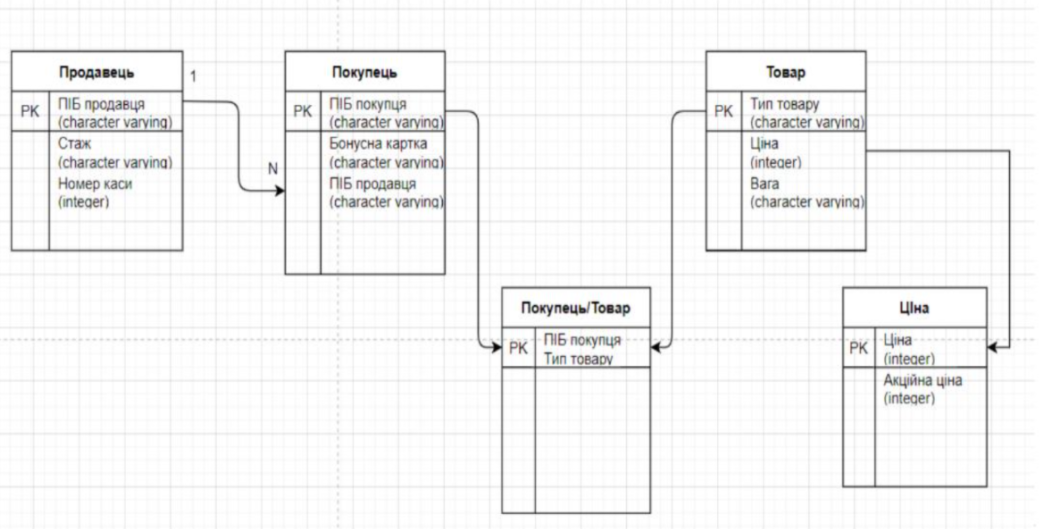 Продавець
1
PK
ПІБ продавця
(character varying)
Стаж
(character varying)
Номер каси
(integer)
N
Покупець
PK
ПІБ покупця
(character varying)
Бонусна картка
(character varying)
ПІБ продавця
(character varying)
Товар
PK
Тип товару
(character varying)
Ціна
(integer)
Вага
(character varying)
Покупець/Товар
PK
ПІБ покупця
Тип товару
ЦІна
PK
Ціна
(integer)
Акційна ціна
(integer)